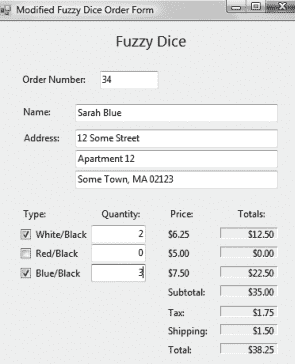 Modified Fuzzy Dice Order Form
Fuzzy Dice
Order Number: 34
Name: Sarah Blue
Address: 12 Some Street
Apartment 12
Some Town, MA 02123
Type: Quantity: Price: Totals:
White/Black 2 $6.25 $12.50
Red/Black 0 $5.00 $0.00
Blue/Black 3 $7.50 $22.50
Subtotal: $35.00
Tax: $1.75
Shipping: $1.50
Total: $38.25